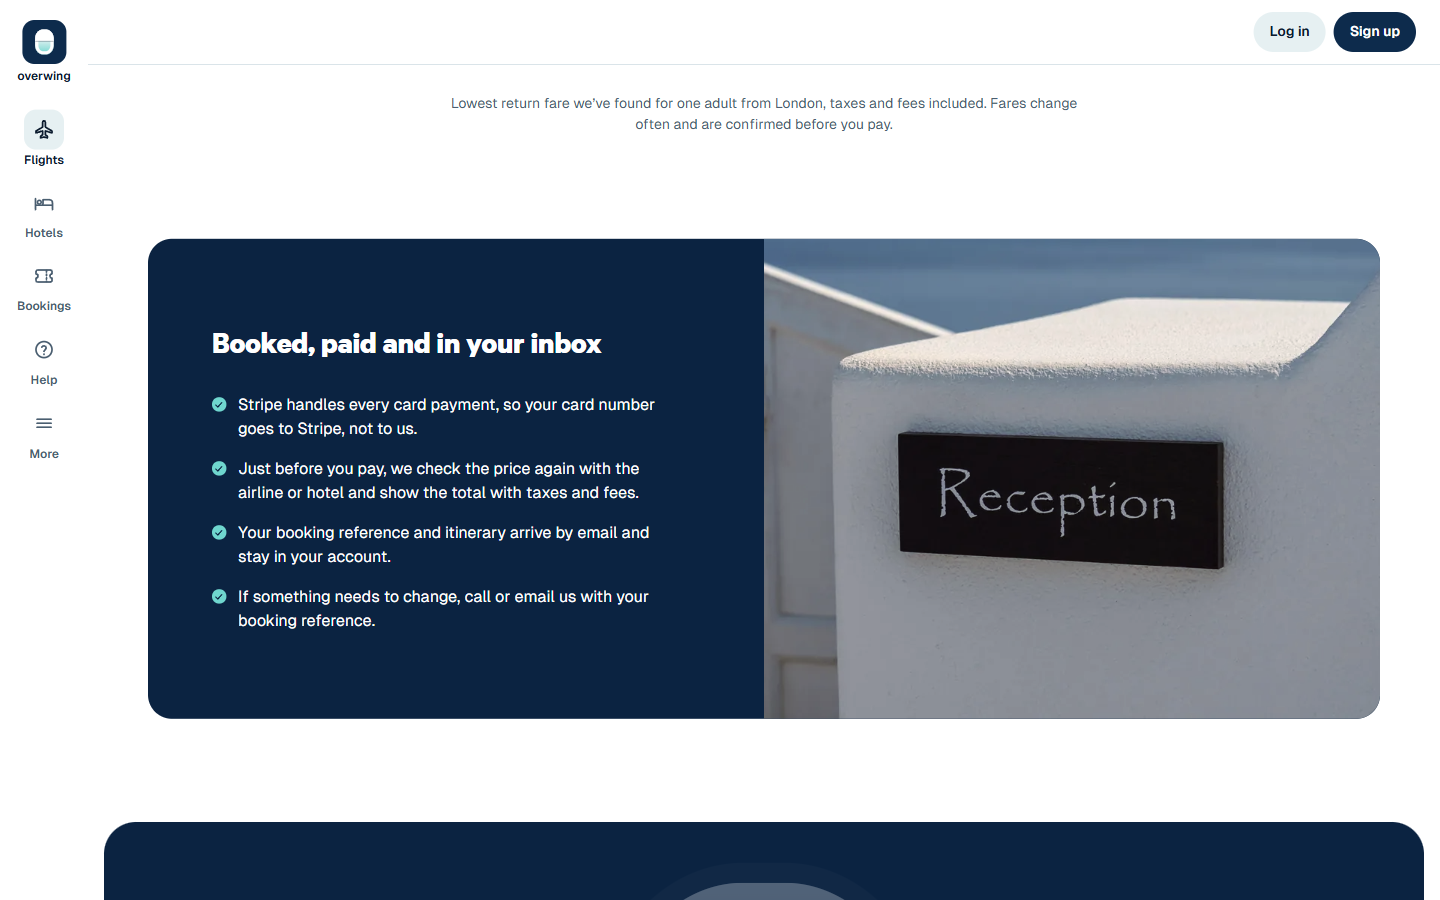 overwing
Flights
Hotels
Bookings
Help
More
Log in
Sign up
Lowest return fare we've found for one adult from London, taxes and fees included. Fares change
often and are confirmed before you pay.
Booked, paid and in your inbox
Stripe handles every card payment, so your card number
goes to Stripe, not to us.
Just before you pay, we check the price again with the
airline or hotel and show the total with taxes and fees.
Your booking reference and itinerary arrive by email and
stay in your account.
If something needs to change, call or email us with your
booking reference.
Reception